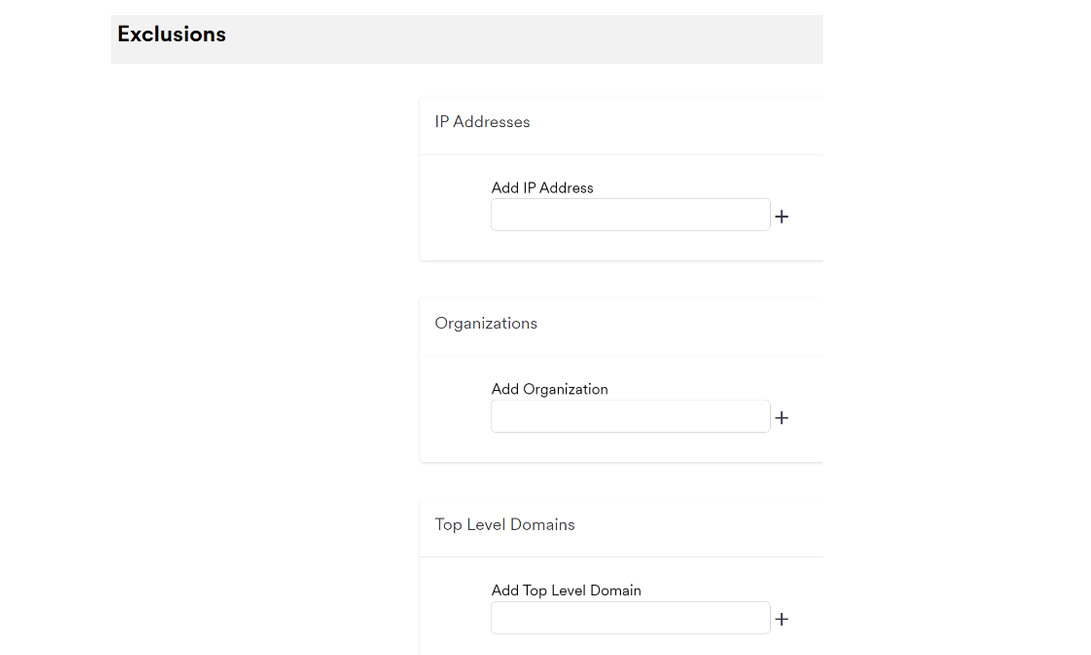 Exclusions
IP Addresses
Add IP Address
+
Organizations
Add Organization
+
Top Level Domains
Add Top Level Domain
+